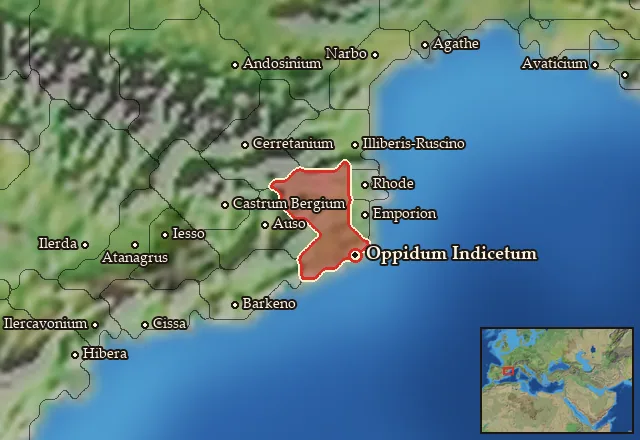 Agathe
Narbo
Andosinium
Avaticium
Cerretanium
Illiberis-Ruscino
Rhode
Castrum Bergium
Emporion
Auso
Iesso
Ilerda
Atanagrus
Oppidum Indicetum
Barkeno
Ilercavonium
Cissa
Hibera